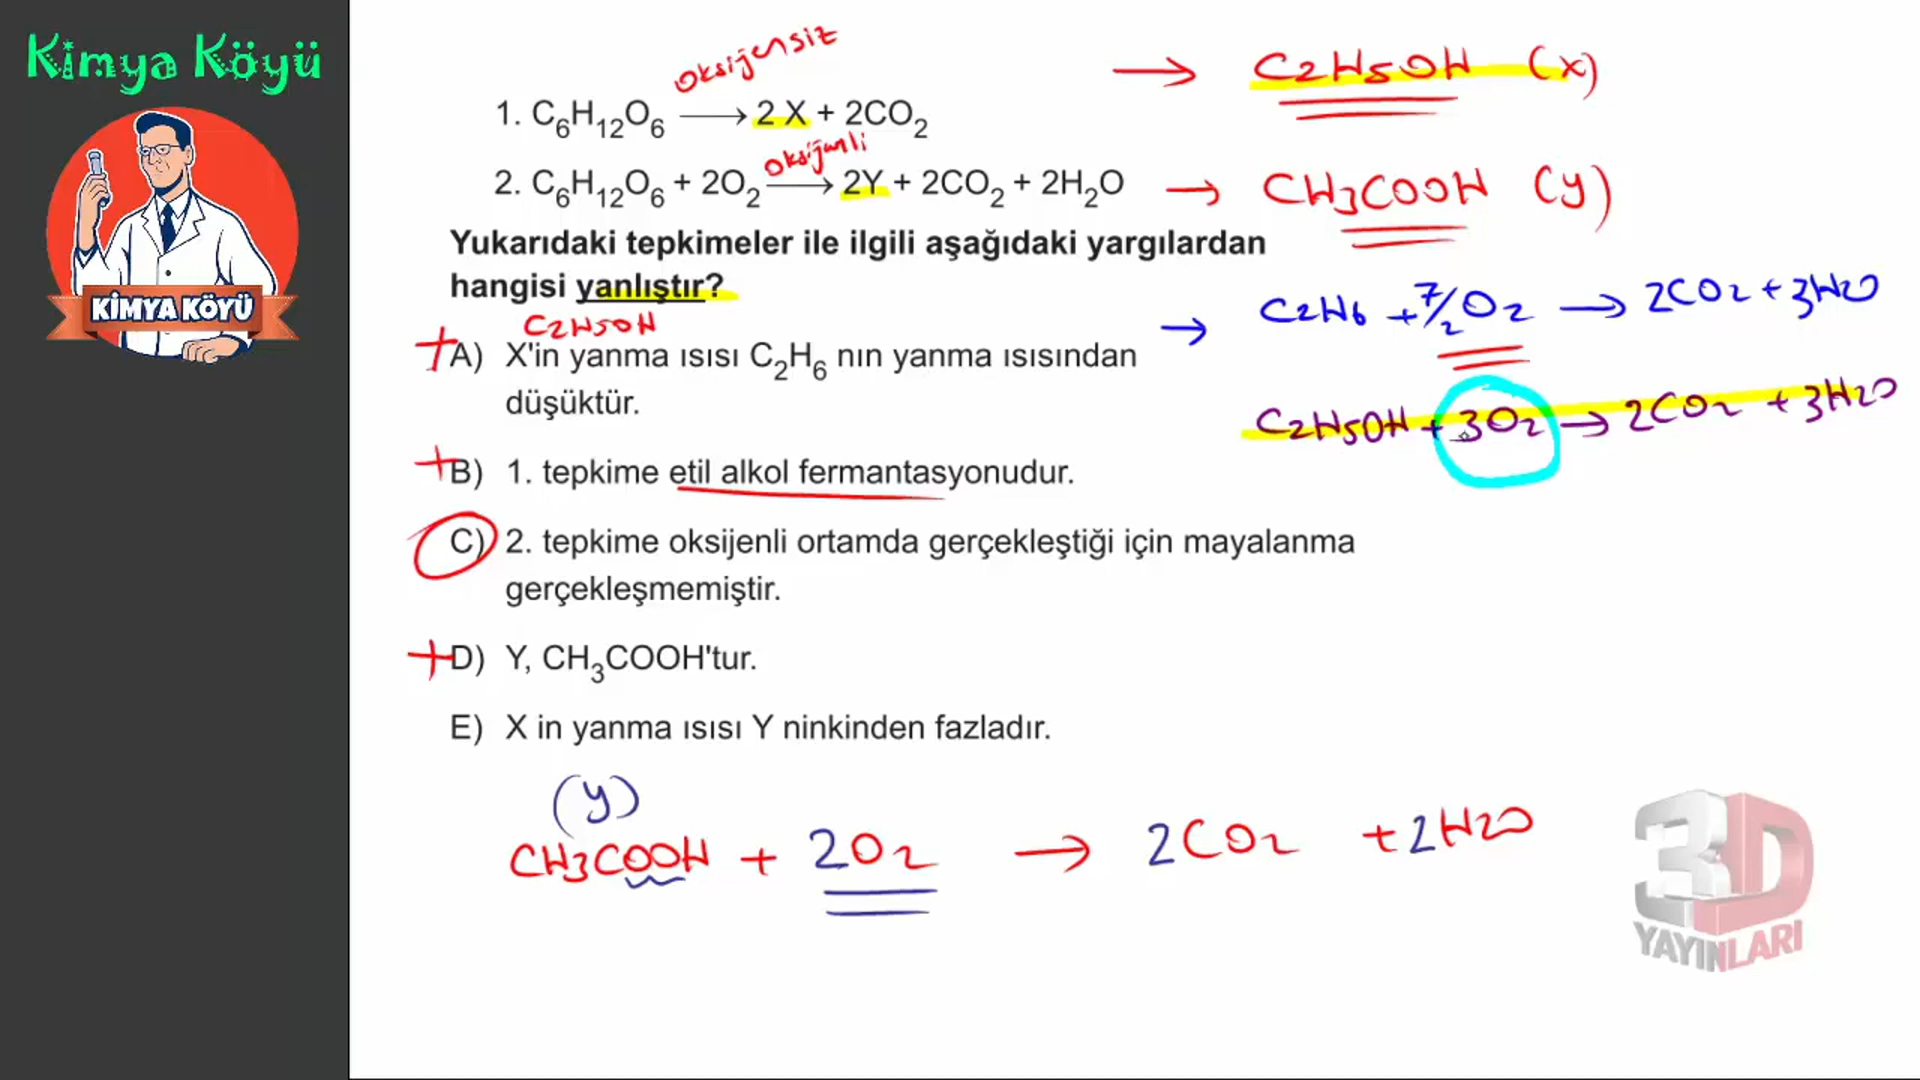 Kimya Köyü
KİMYA KÖYÜ
oksijensiz
1. C₆H₁₂O₆ ⟶ 2 X + 2CO₂
→ C2H5OH (X)
oksijenli
2. C₆H₁₂O₆ + 2O₂ ⟶ 2Y + 2CO₂ + 2H₂O
→ CH3COOH (y)
Yukarıdaki tepkimeler ile ilgili aşağıdaki yargılardan
hangisi yanlıştır?
→ C2H6 + 7/2 O2 → 2CO2 + 3H2O
C2H5OH
A) X'in yanma ısısı C₂H₆ nın yanma ısısından
düşüktür.
C2H5OH + 3O2 → 2CO2 + 3H2O
B) 1. tepkime etil alkol fermantasyonudur.
C) 2. tepkime oksijenli ortamda gerçekleştiği için mayalanma
gerçekleşmemiştir.
D) Y, CH₃COOH'tur.
E) X in yanma ısısı Y ninkinden fazladır.
(y)
CH3COOH + 2O2 → 2CO2 + 2H2O
3D
YAYINLARI